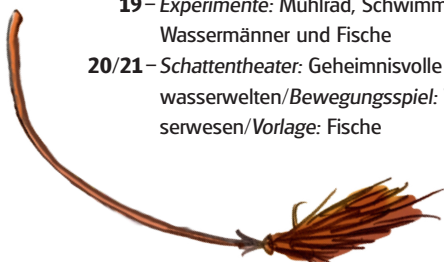 19 – Experimente: Mühlrad, Schwimm
Wassermänner und Fische
20/21 – Schattentheater: Geheimnisvolle
wasserwelten/Bewegungsspiel:
serwesen/Vorlage: Fische